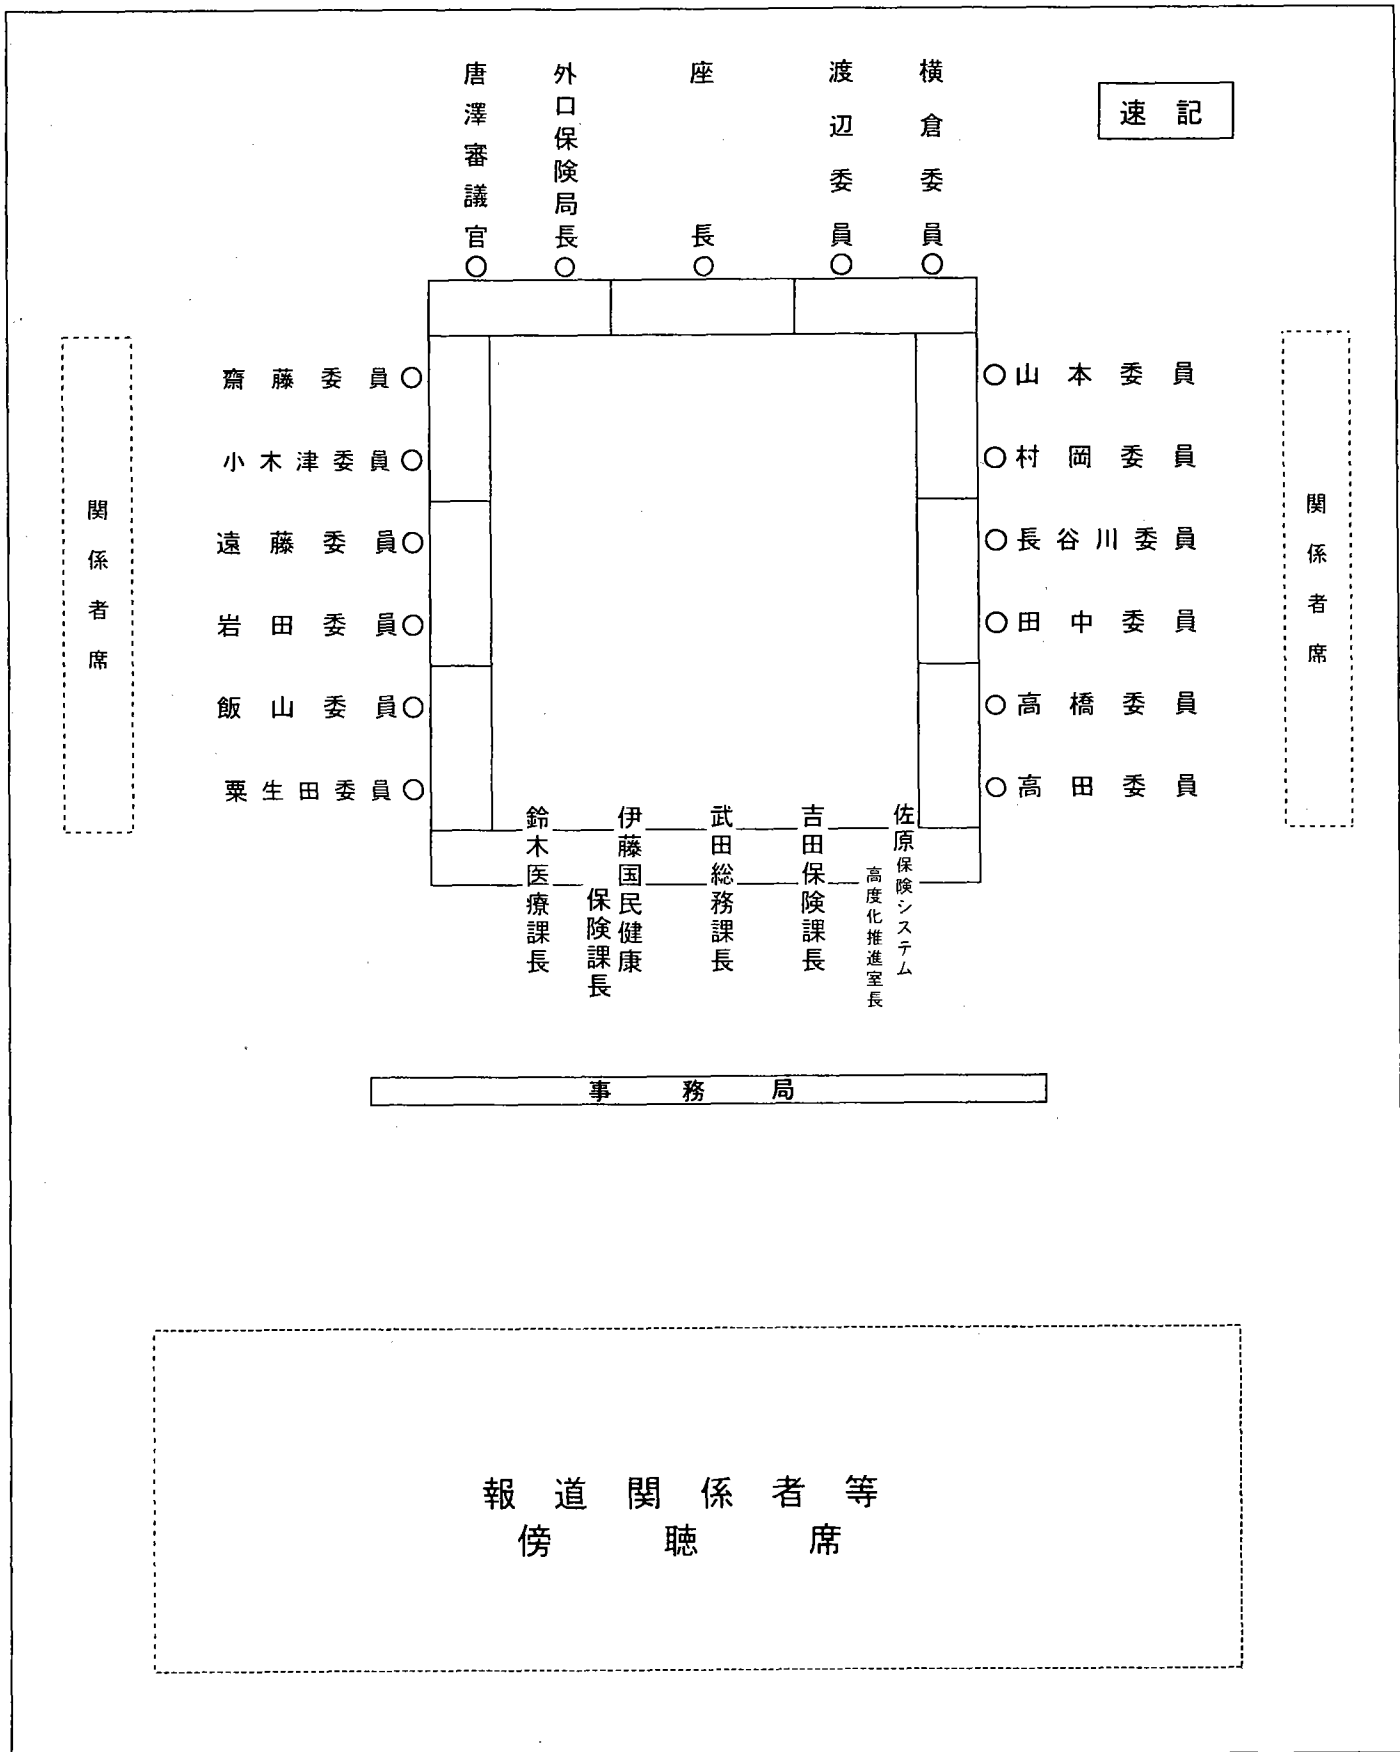 唐澤審議官
外口保険局長
座長
渡辺委員
横倉委員
速記
齋藤委員
小木津委員
遠藤委員
岩田委員
飯山委員
粟生田委員
山本委員
村岡委員
長谷川委員
田中委員
高橋委員
高田委員
関係者席
関係者席
鈴木医療課長
伊藤国民健康
保険課長
武田総務課長
吉田保険課長
佐原保険システム
高度化推進室長
事務局
報道関係者等
傍聴席